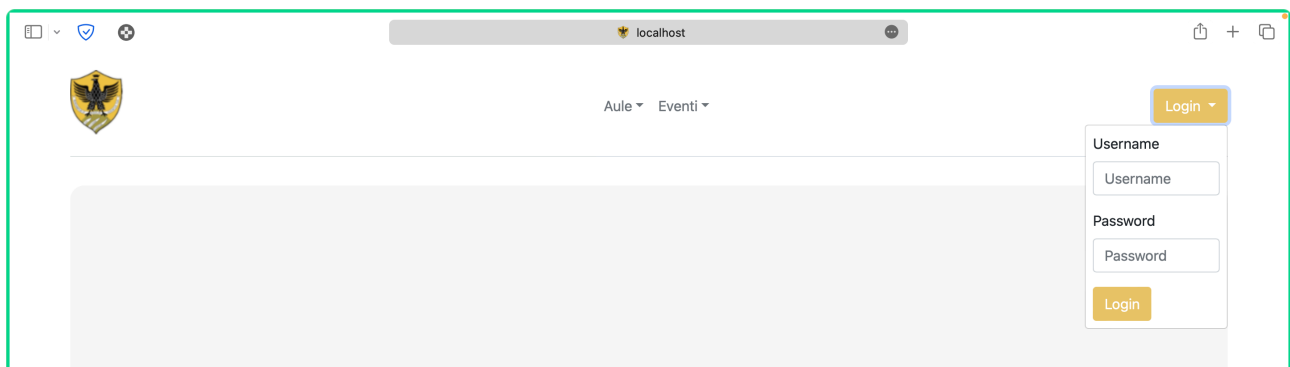 localhost
Aule Eventi
Login
Username
Username
Password
Password
Login